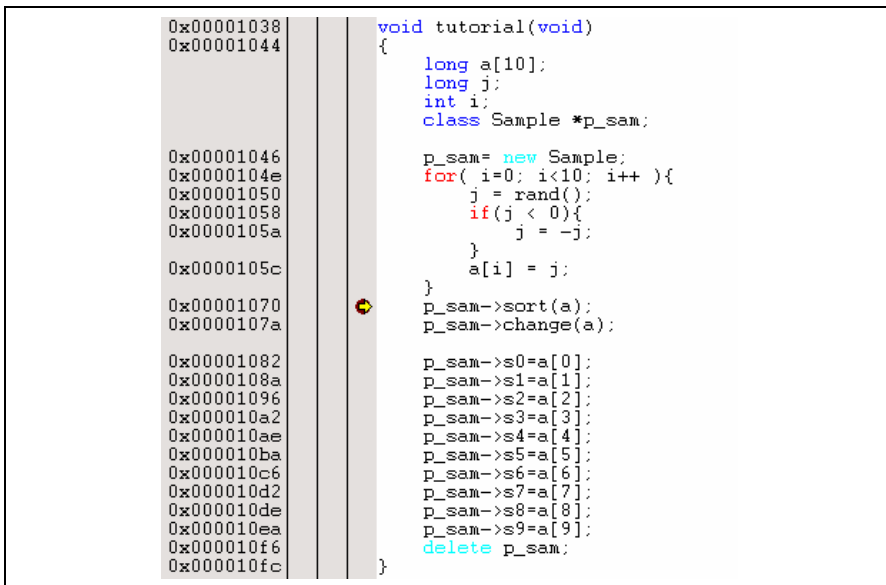 0x00001038 void tutorial(void)
0x00001044 {
long a[10];
long j;
int i;
class Sample *p_sam;
0x00001046 p_sam= new Sample;
0x0000104e for( i=0; i<10; i++ ){
0x00001050 j = rand();
0x00001058 if(j < 0){
0x0000105a j = -j;
}
0x0000105c a[i] = j;
}
0x00001070 p_sam->sort(a);
0x0000107a p_sam->change(a);
0x00001082 p_sam->s0=a[0];
0x0000108a p_sam->s1=a[1];
0x00001096 p_sam->s2=a[2];
0x000010a2 p_sam->s3=a[3];
0x000010ae p_sam->s4=a[4];
0x000010ba p_sam->s5=a[5];
0x000010c6 p_sam->s6=a[6];
0x000010d2 p_sam->s7=a[7];
0x000010de p_sam->s8=a[8];
0x000010ea p_sam->s9=a[9];
0x000010f6 delete p_sam;
0x000010fc }